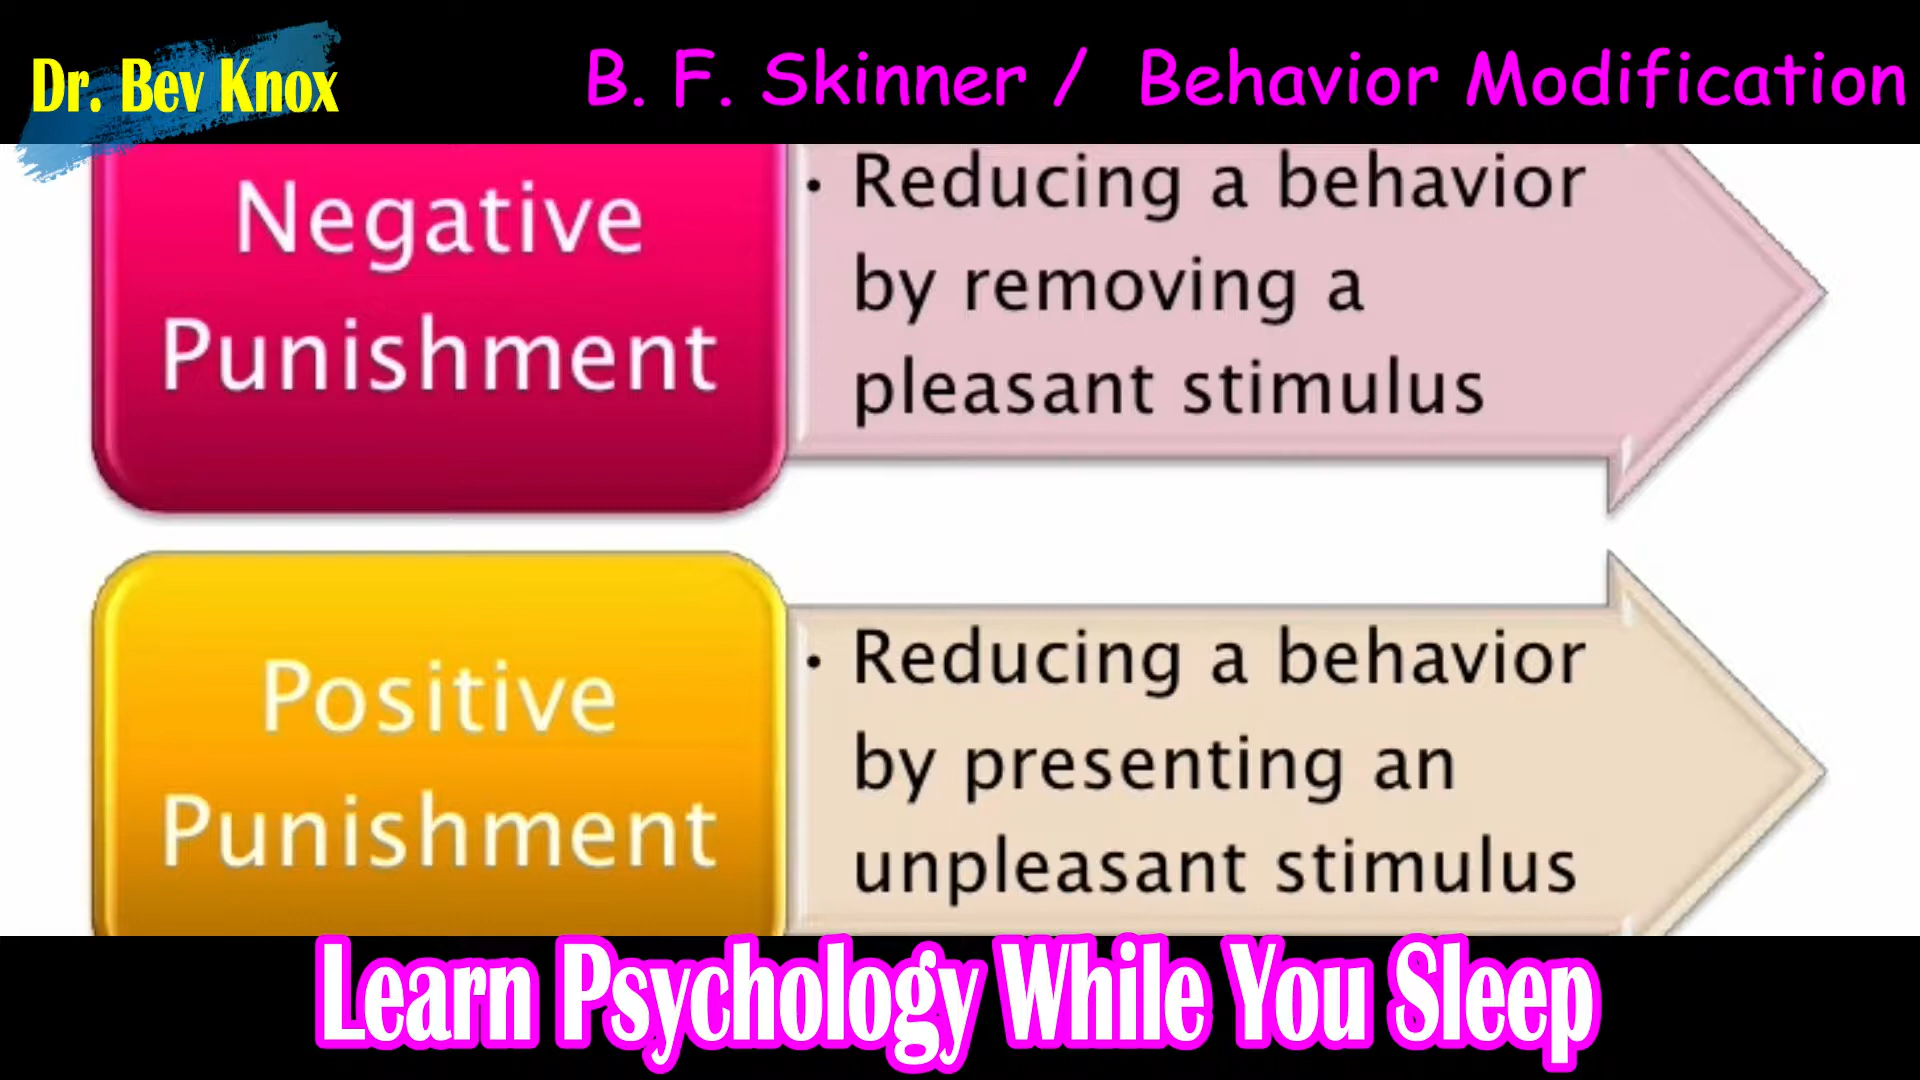 Dr. Bev Knox
B. F. Skinner / Behavior Modification
Negative
Punishment
• Reducing a behavior
by removing a
pleasant stimulus
Positive
Punishment
• Reducing a behavior
by presenting an
unpleasant stimulus
Learn Psychology While You Sleep